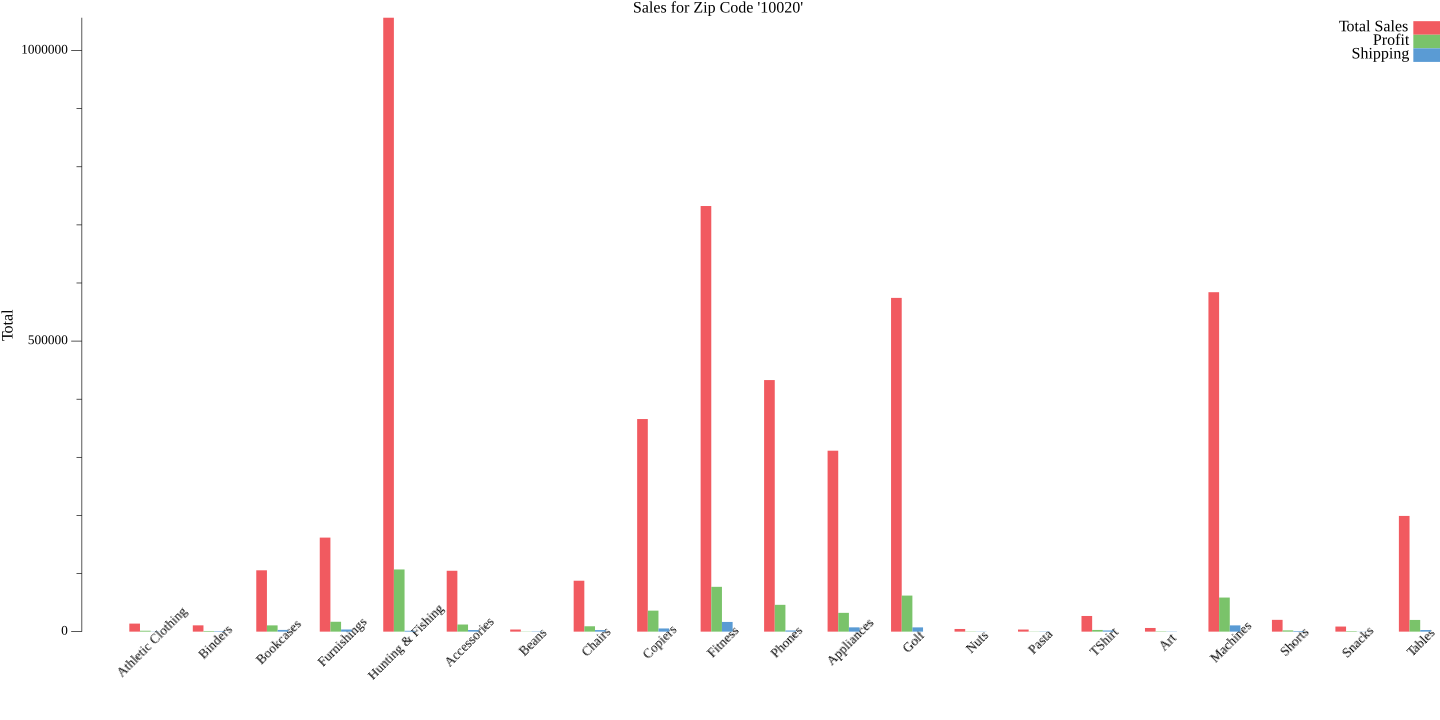 Sales for Zip Code '10020'
Total Sales
Profit
Shipping
1000000
500000
0
Total
Athletic Clothing
Binders
Bookcases
Furnishings
Hunting & Fishing
Accessories
Beans
Chairs
Copiers
Fitness
Phones
Appliances
Golf
Nuts
Pasta
TShirt
Art
Machines
Shorts
Snacks
Tables